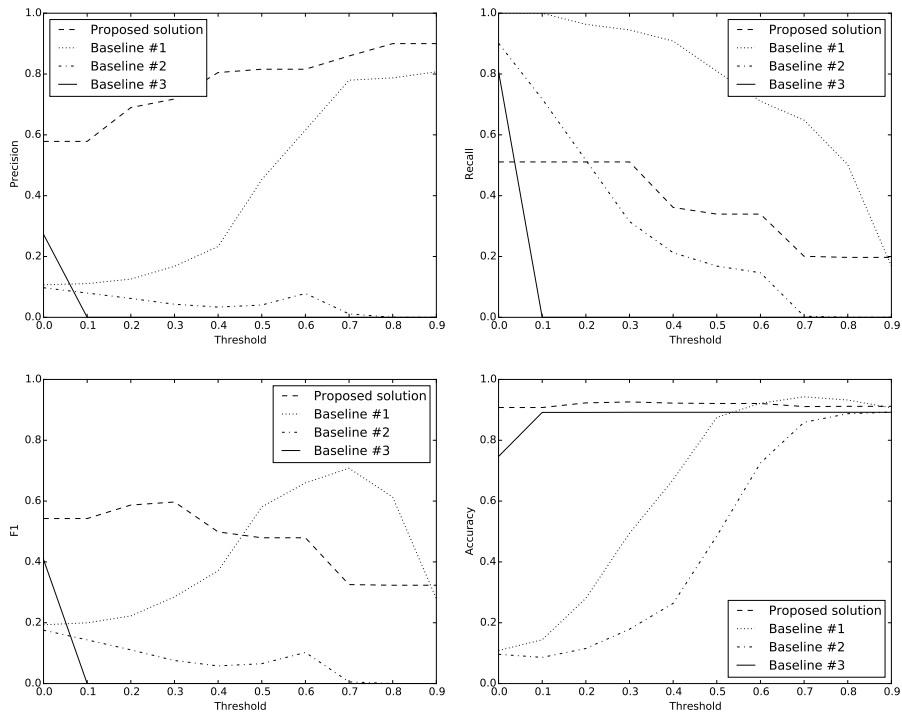 1.0
0.8
0.6
0.4
0.2
0.0
Precision
0.0 0.1 0.2 0.3 0.4 0.5 0.6 0.7 0.8 0.9
Threshold
Proposed solution
Baseline #1
Baseline #2
Baseline #3
1.0
0.8
0.6
0.4
0.2
0.0
Recall
0.0 0.1 0.2 0.3 0.4 0.5 0.6 0.7 0.8 0.9
Threshold
Proposed solution
Baseline #1
Baseline #2
Baseline #3
1.0
0.8
0.6
0.4
0.2
0.0
F1
0.0 0.1 0.2 0.3 0.4 0.5 0.6 0.7 0.8 0.9
Threshold
Proposed solution
Baseline #1
Baseline #2
Baseline #3
1.0
0.8
0.6
0.4
0.2
0.0
Accuracy
0.0 0.1 0.2 0.3 0.4 0.5 0.6 0.7 0.8 0.9
Threshold
Proposed solution
Baseline #1
Baseline #2
Baseline #3